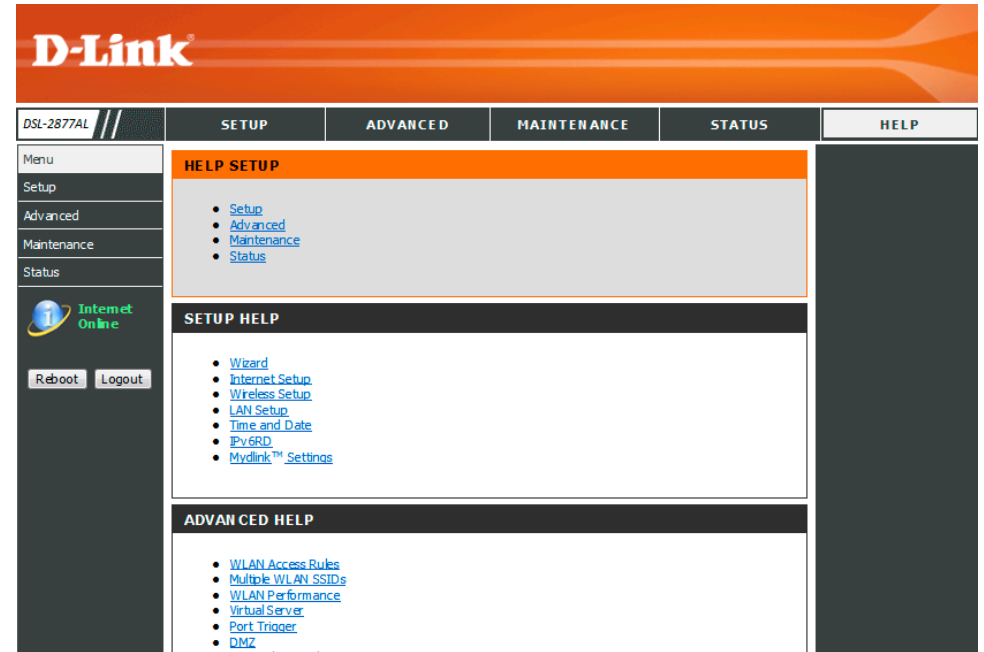 D-Link®
DSL-2877AL
SETUP
ADVANCED
MAINTENANCE
STATUS
HELP
Menu
Setup
Advanced
Maintenance
Status
Internet
Online
Reboot
Logout
HELP SETUP
Setup
Advanced
Maintenance
Status
SETUP HELP
Wizard
Internet Setup
Wireless Setup
LAN Setup
Time and Date
IPv6RD
Mydlink™ Settings
ADVANCED HELP
WLAN Access Rules
Multiple WLAN SSIDs
WLAN Performance
Virtual Server
Port Trigger
DMZ